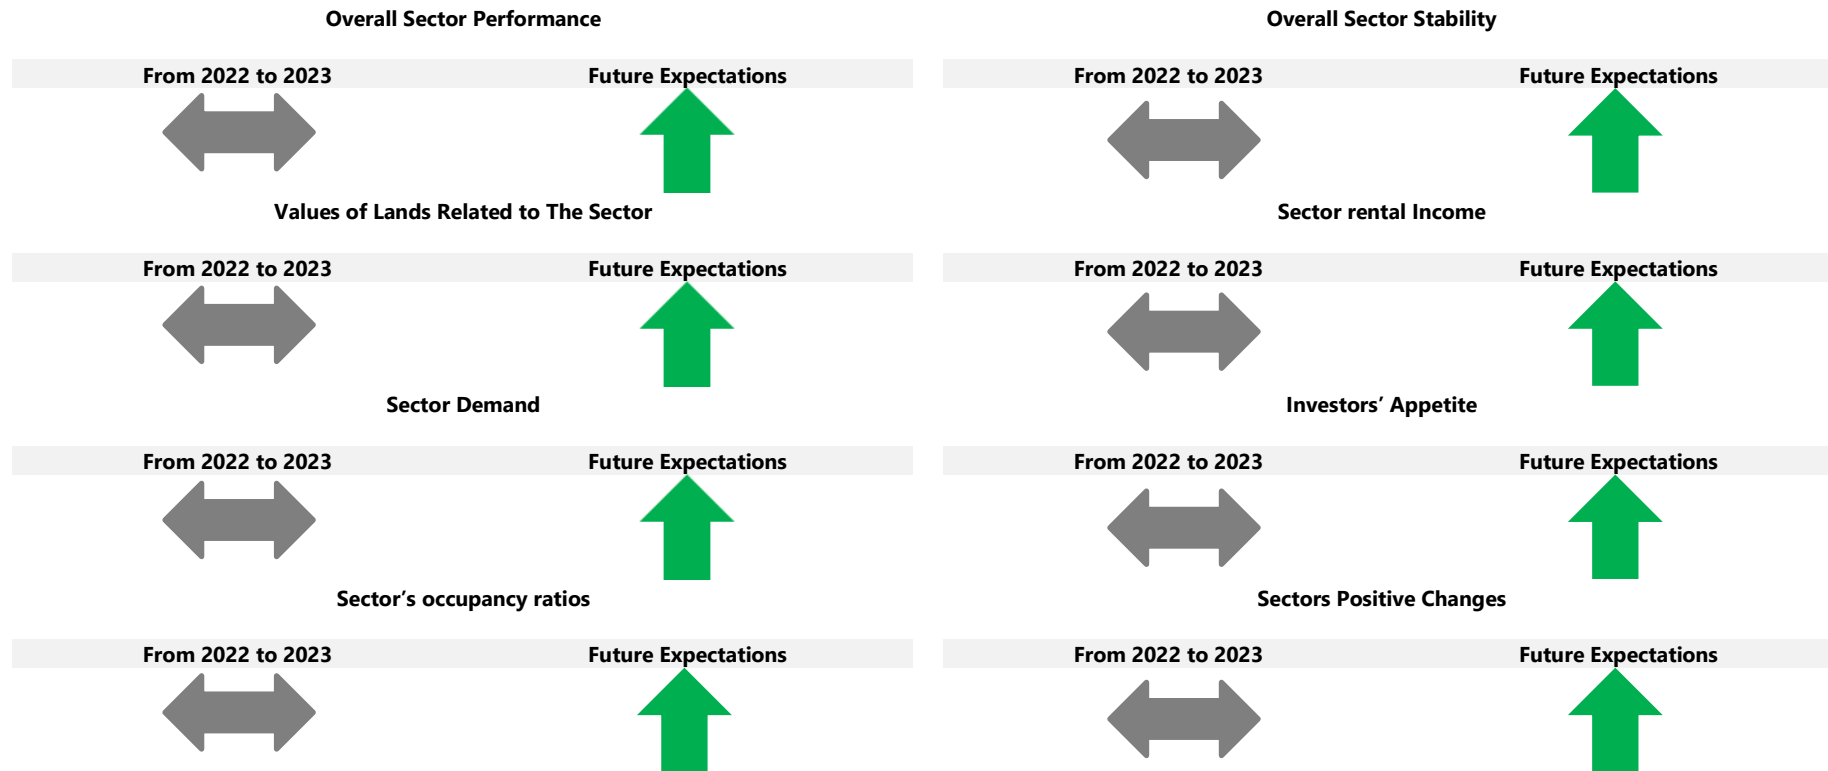 Overall Sector Performance
From 2022 to 2023 Future Expectations
Values of Lands Related to The Sector
From 2022 to 2023 Future Expectations
Sector Demand
From 2022 to 2023 Future Expectations
Sector’s occupancy ratios
From 2022 to 2023 Future Expectations
Overall Sector Stability
From 2022 to 2023 Future Expectations
Sector rental Income
From 2022 to 2023 Future Expectations
Investors’ Appetite
From 2022 to 2023 Future Expectations
Sectors Positive Changes
From 2022 to 2023 Future Expectations